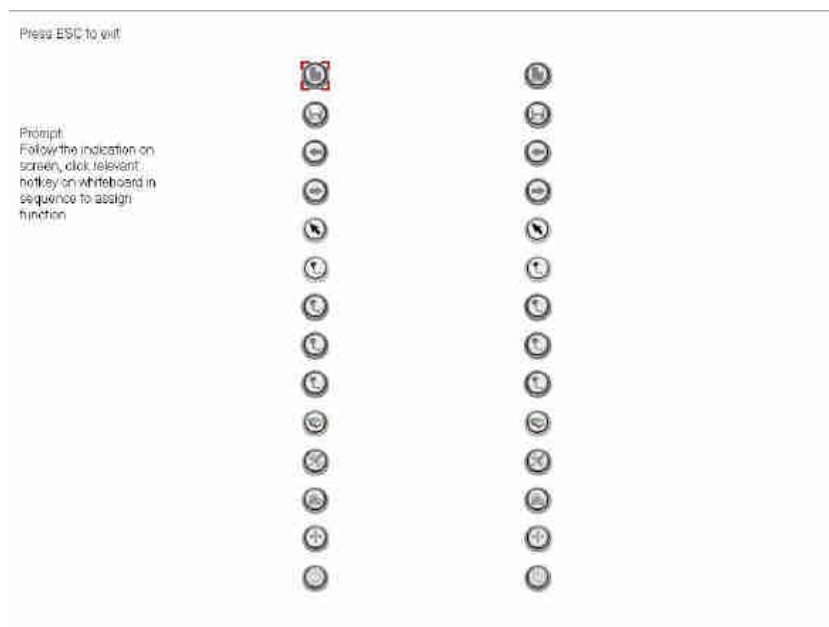 Press ESC to exit
Prompt:
Follow the indication on
screen, click relevant
hotkey on whiteboard in
sequence to assign
function